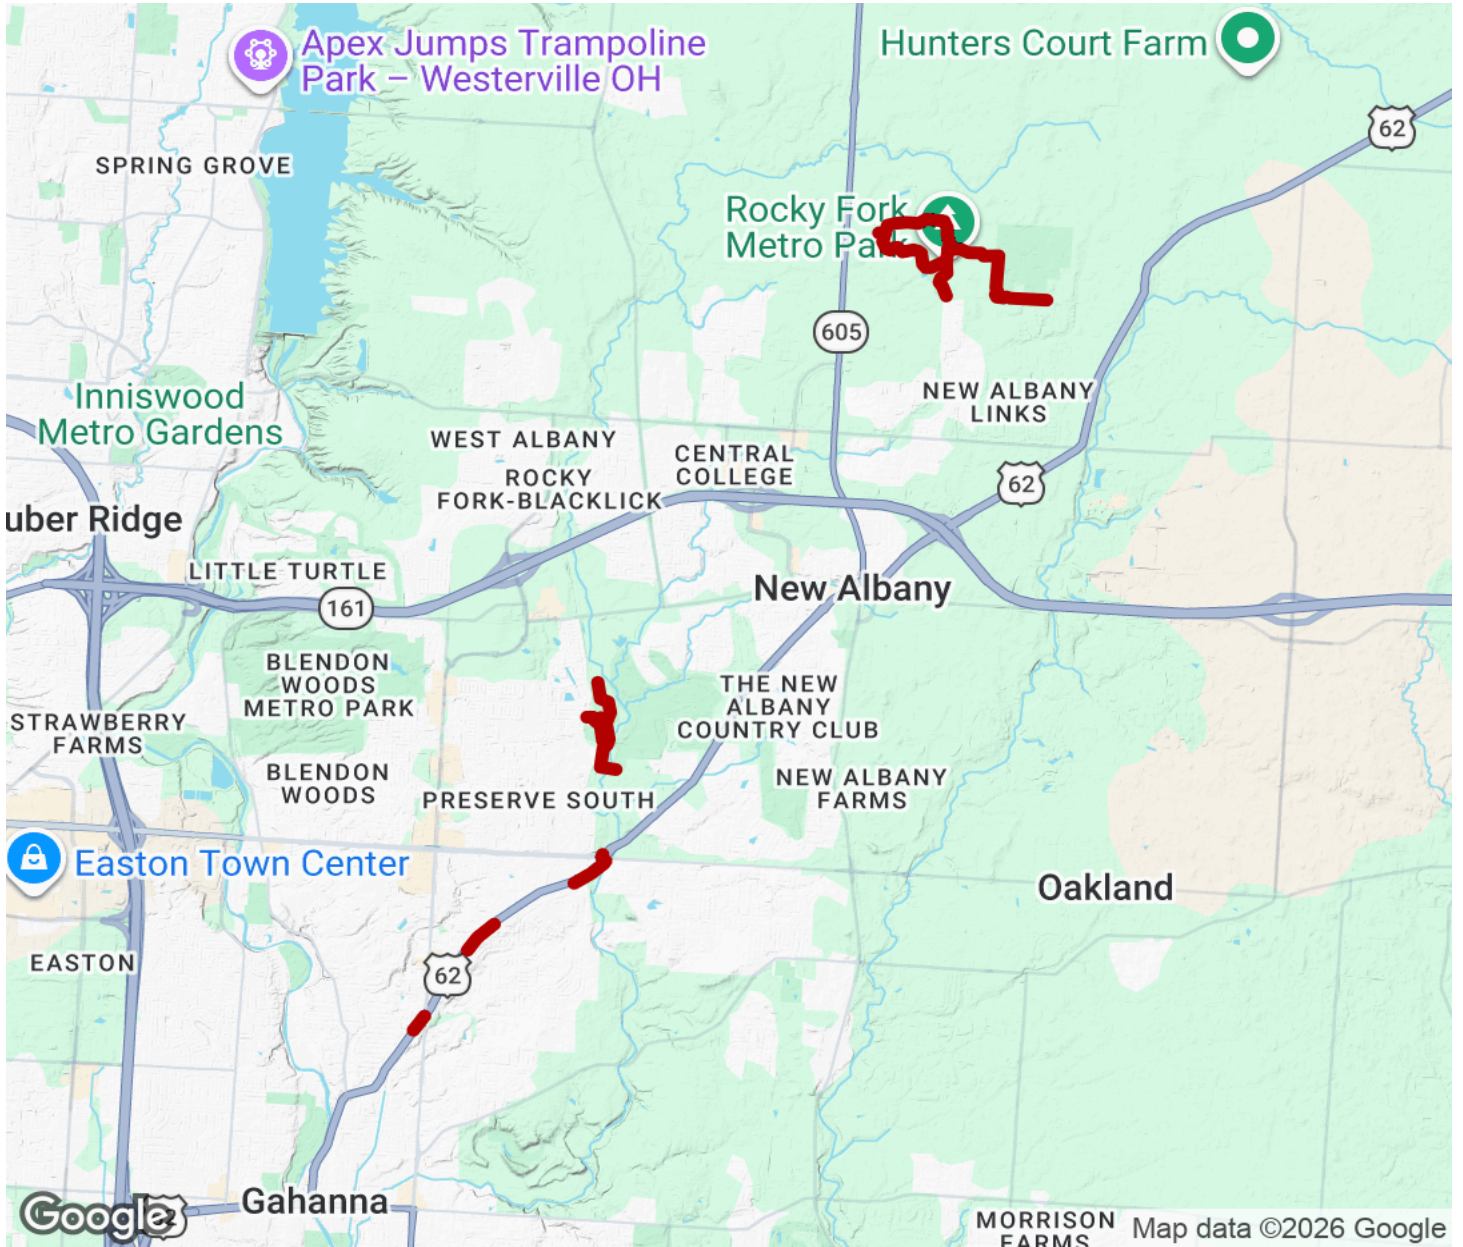 Apex Jumps Trampoline
Park – Westerville OH
Hunters Court Farm
62
SPRING GROVE
Rocky Fork
Metro Park
605
Inniswood
Metro Gardens
NEW ALBANY
LINKS
WEST ALBANY
CENTRAL
COLLEGE
ROCKY
FORK-BLACKLICK
62
uber Ridge
LITTLE TURTLE
161
New Albany
BLENDON
WOODS
METRO PARK
THE NEW
ALBANY
COUNTRY CLUB
STRAWBERRY
FARMS
BLENDON
WOODS
PRESERVE SOUTH
NEW ALBANY
FARMS
Easton Town Center
Oakland
EASTON
62
Gahanna
Google
62
MORRISON
FARMS
Map data ©2026 Google